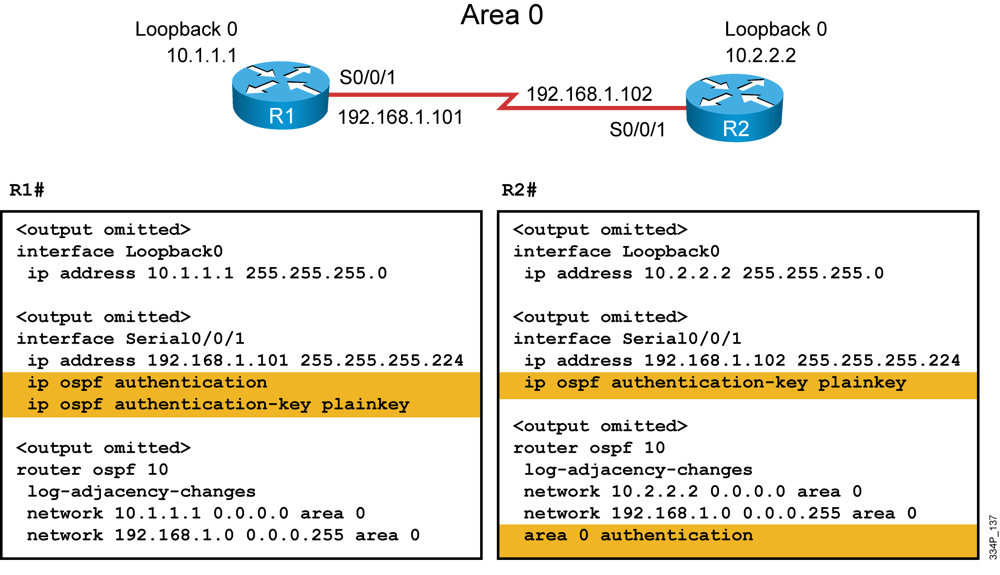 Area 0
Loopback 0
10.1.1.1
Loopback 0
10.2.2.2
S0/0/1
192.168.1.102
R1
192.168.1.101
S0/0/1
R2
R1#
<output omitted>
interface Loopback0
ip address 10.1.1.1 255.255.255.0
<output omitted>
interface Serial0/0/1
ip address 192.168.1.101 255.255.255.224
ip ospf authentication
ip ospf authentication-key plainkey
<output omitted>
router ospf 10
log-adjacency-changes
network 10.1.1.1 0.0.0.0 area 0
network 192.168.1.0 0.0.0.255 area 0
R2#
<output omitted>
interface Loopback0
ip address 10.2.2.2 255.255.255.0
<output omitted>
interface Serial0/0/1
ip address 192.168.1.102 255.255.255.224
ip ospf authentication-key plainkey
<output omitted>
router ospf 10
log-adjacency-changes
network 10.2.2.2 0.0.0.0 area 0
network 192.168.1.0 0.0.0.255 area 0
area 0 authentication
334P_137